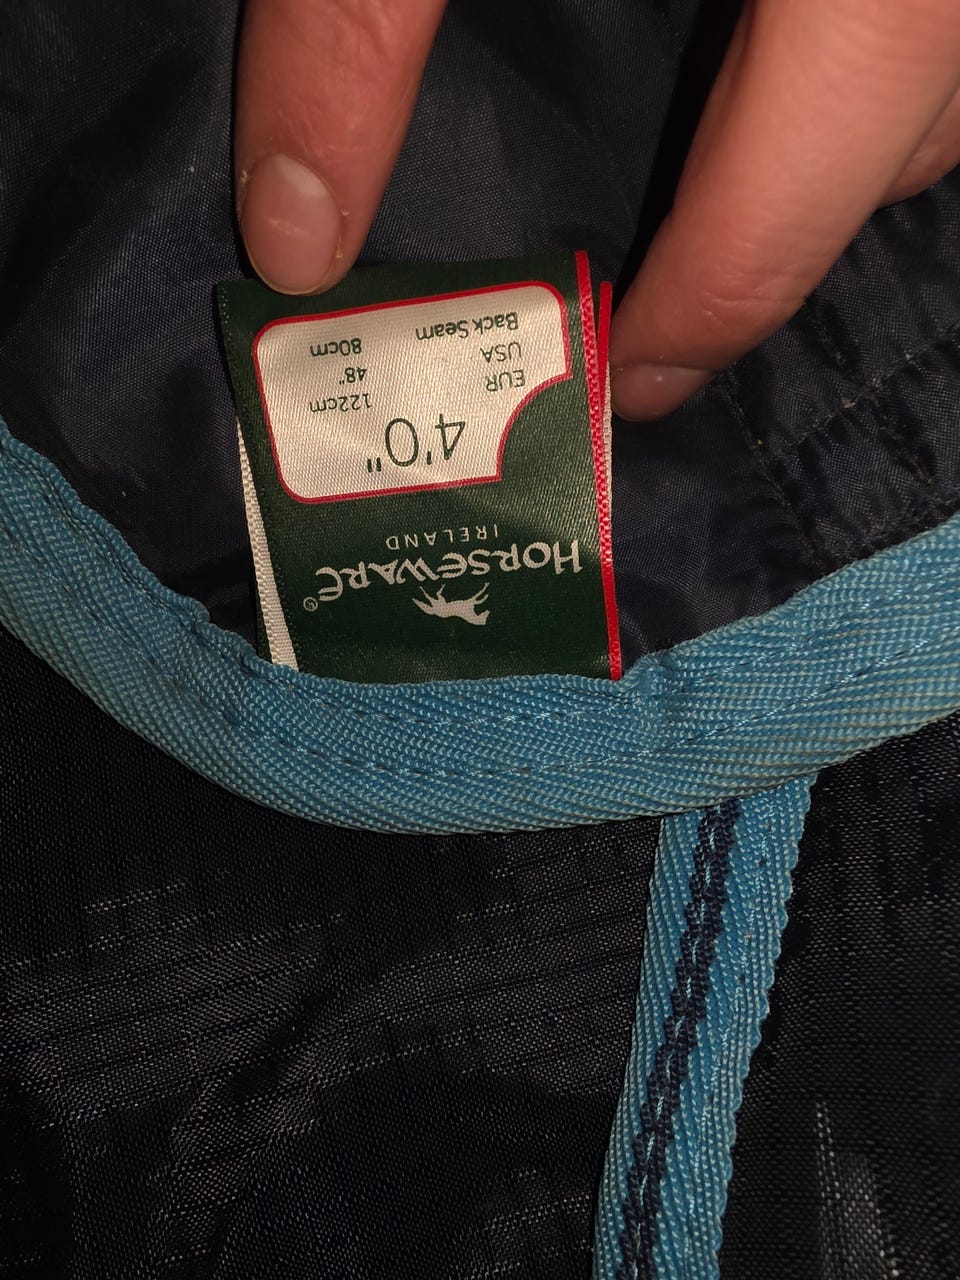 HORSEWARE®
IRELAND
4'0"
EUR 122cm
USA 48"
Back Seam 80cm